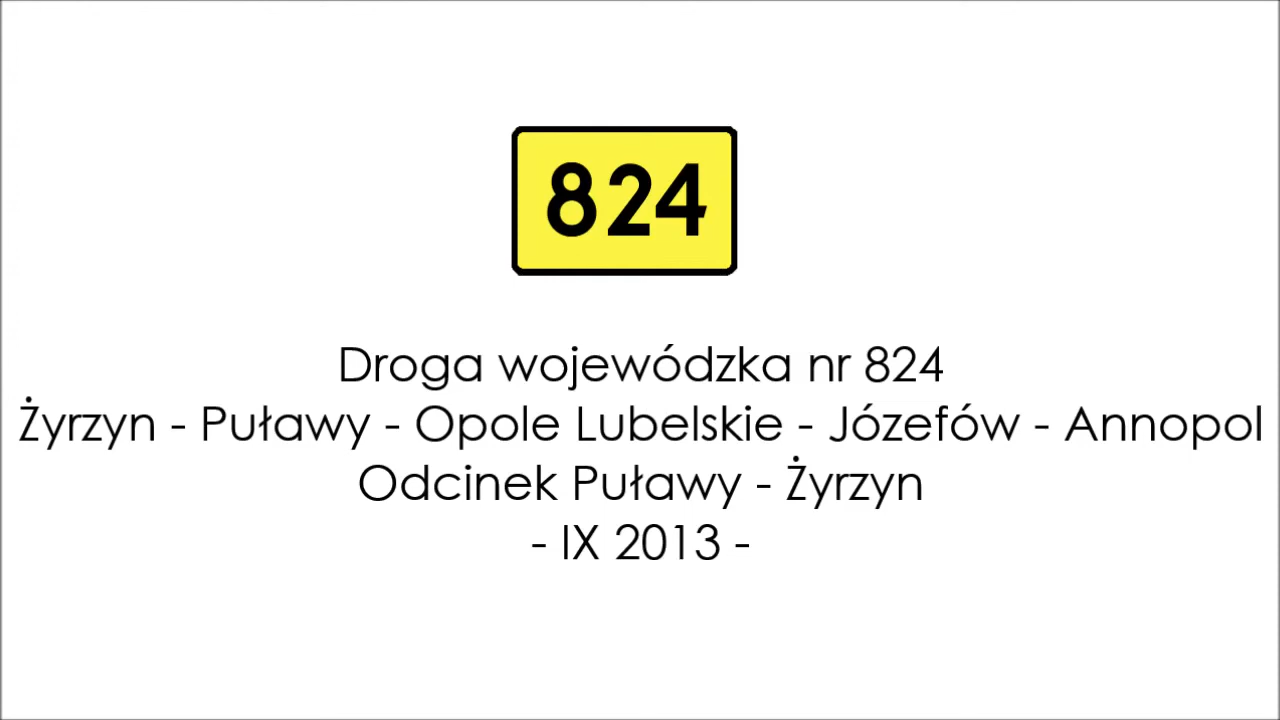 824
Droga wojewódzka nr 824
Żyrzyn - Puławy - Opole Lubelskie - Józefów - Annopol
Odcinek Puławy - Żyrzyn
- IX 2013 -